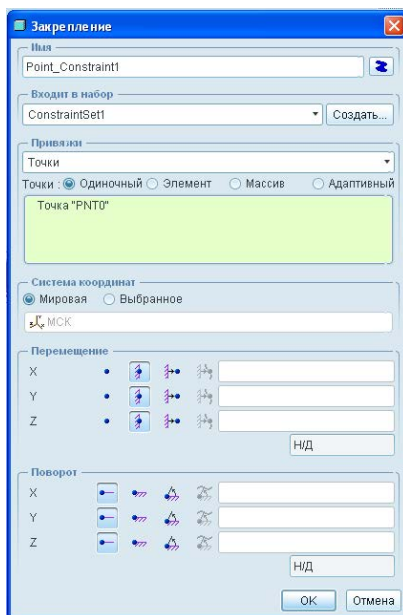 Закрепление
Имя
Point_Constraint1
Входит в набор
ConstraintSet1
Создать...
Привязки
Точки
Точки : Одиночный Элемент Массив Адаптивный
Точка "PNT0"
Система координат
Мировая Выбранное
МСК
Перемещение
X
Y
Z
Н/Д
Поворот
X
Y
Z
Н/Д
OK Отмена